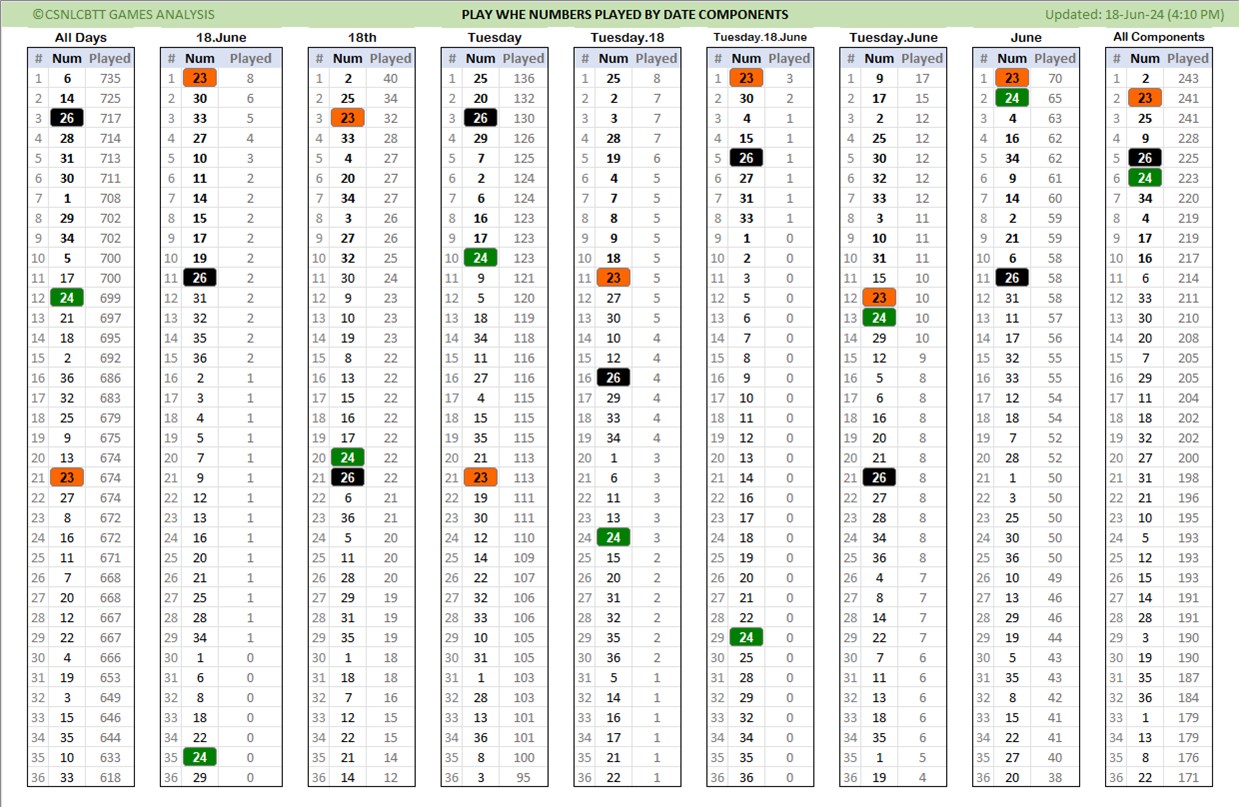 ©CSNLCBTT GAMES ANALYSIS PLAY WHE NUMBERS PLAYED BY DATE COMPONENTS Updated: 18-Jun-24 (4:10 PM)
All Days 18.June 18th Tuesday Tuesday.18 Tuesday.18.June Tuesday.June June All Components
# Num Played # Num Played # Num Played # Num Played # Num Played # Num Played # Num Played # Num Played # Num Played
1 6 735 1 23 8 1 2 40 1 25 136 1 25 8 1 23 3 1 9 17 1 23 70 1 2 243
2 14 725 2 30 6 2 25 34 2 20 132 2 2 7 2 30 2 2 17 15 2 24 65 2 23 241
3 26 717 3 33 5 3 23 32 3 26 130 3 3 7 3 4 1 3 2 12 3 4 63 3 25 241
4 28 714 4 27 4 4 33 28 4 29 126 4 28 7 4 15 1 4 25 12 4 16 62 4 9 228
5 31 713 5 10 3 5 4 27 5 7 125 5 19 6 5 26 1 5 30 12 5 34 62 5 26 225
6 30 711 6 11 2 6 20 27 6 2 124 6 4 5 6 27 1 6 32 12 6 9 61 6 24 223
7 1 708 7 14 2 7 34 27 7 6 124 7 7 5 7 31 1 7 33 12 7 14 60 7 34 220
8 29 702 8 15 2 8 3 26 8 16 123 8 8 5 8 33 1 8 3 11 8 2 59 8 4 219
9 34 702 9 17 2 9 27 26 9 17 123 9 9 5 9 1 0 9 10 11 9 21 59 9 17 219
10 5 700 10 19 2 10 32 25 10 24 123 10 18 5 10 2 0 10 31 11 10 6 58 10 16 217
11 17 700 11 26 2 11 30 24 11 9 121 11 23 5 11 3 0 11 15 10 11 26 58 11 6 214
12 24 699 12 31 2 12 9 23 12 5 120 12 27 5 12 5 0 12 23 10 12 31 58 12 33 211
13 21 697 13 32 2 13 10 23 13 18 119 13 30 5 13 6 0 13 24 10 13 11 57 13 30 210
14 18 695 14 35 2 14 19 23 14 34 118 14 10 4 14 7 0 14 29 10 14 17 56 14 20 208
15 2 692 15 36 2 15 8 22 15 11 116 15 12 4 15 8 0 15 12 9 15 32 55 15 7 205
16 36 686 16 2 1 16 13 22 16 27 116 16 26 4 16 9 0 16 5 8 16 33 55 16 29 205
17 32 683 17 3 1 17 15 22 17 4 115 17 29 4 17 10 0 17 6 8 17 12 54 17 11 204
18 25 679 18 4 1 18 16 22 18 15 115 18 33 4 18 11 0 18 16 8 18 18 54 18 18 202
19 9 675 19 5 1 19 17 22 19 35 115 19 34 4 19 12 0 19 20 8 19 7 52 19 32 202
20 13 674 20 7 1 20 24 22 20 21 113 20 1 3 20 13 0 20 21 8 20 28 52 20 27 200
21 23 674 21 9 1 21 26 22 21 23 113 21 6 3 21 14 0 21 26 8 21 1 50 21 31 198
22 27 674 22 12 1 22 6 21 22 19 111 22 11 3 22 16 0 22 27 8 22 3 50 22 21 196
23 8 672 23 13 1 23 36 21 23 30 111 23 13 3 23 17 0 23 28 8 23 25 50 23 10 195
24 16 672 24 16 1 24 5 20 24 12 110 24 24 3 24 18 0 24 34 8 24 30 50 24 5 193
25 11 671 25 20 1 25 11 20 25 14 109 25 15 2 25 19 0 25 36 8 25 36 50 25 12 193
26 7 668 26 21 1 26 28 20 26 22 107 26 20 2 26 20 0 26 4 7 26 10 49 26 15 193
27 20 668 27 25 1 27 29 19 27 32 106 27 31 2 27 21 0 27 8 7 27 13 46 27 14 191
28 12 667 28 28 1 28 31 19 28 33 106 28 32 2 28 22 0 28 14 7 28 29 46 28 28 191
29 22 667 29 34 1 29 35 19 29 10 105 29 35 2 29 24 0 29 22 7 29 19 44 29 3 190
30 4 666 30 1 0 30 1 18 30 31 105 30 36 2 30 25 0 30 7 6 30 5 43 30 19 190
31 19 653 31 6 0 31 18 18 31 1 103 31 5 1 31 28 0 31 11 6 31 35 43 31 35 187
32 3 649 32 8 0 32 7 16 32 28 103 32 14 1 32 29 0 32 13 6 32 8 42 32 36 184
33 15 646 33 18 0 33 12 15 33 13 101 33 16 1 33 32 0 33 18 6 33 15 41 33 1 179
34 35 644 34 22 0 34 22 15 34 36 101 34 17 1 34 34 0 34 35 6 34 22 41 34 13 179
35 10 633 35 24 0 35 21 14 35 8 100 35 21 1 35 35 0 35 1 5 35 27 40 35 8 176
36 33 618 36 29 0 36 14 12 36 3 95 36 22 1 36 36 0 36 19 4 36 20 38 36 22 171